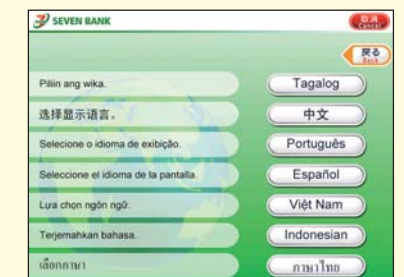 SEVEN BANK
取消
Cancel
戻る
Back
Piliin ang wika. Tagalog
选择显示语言。 中文
Selecione o idioma de exibição. Português
Seleccione el idioma de la pantalla. Español
Lựa chọn ngôn ngữ. Việt Nam
Terjemahkan bahasa. Indonesian
เลือกภาษา ภาษาไทย